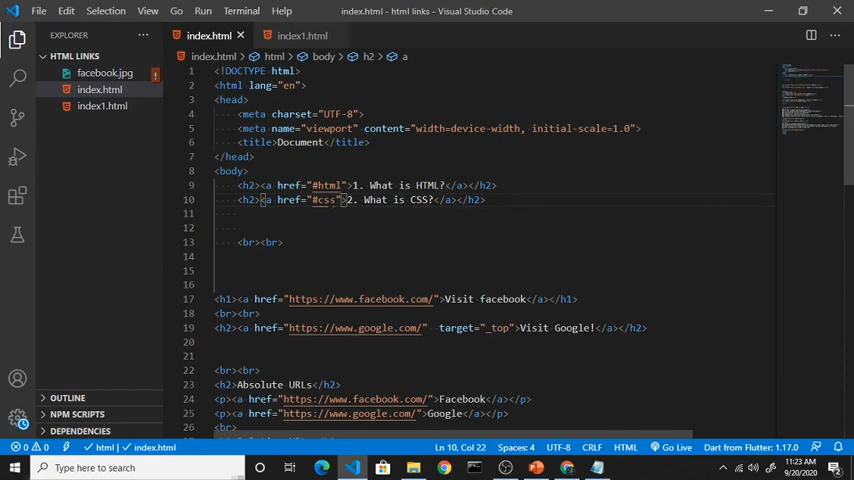 File Edit Selection View Go Run Terminal Help index.html - html links - Visual Studio Code
EXPLORER ··· index.html × index1.html
HTML LINKS index.html > html > body > h2 > a
facebook.jpg !
index.html
index1.html
1 <!DOCTYPE html>
2 <html lang="en">
3 <head>
4 <meta charset="UTF-8">
5 <meta name="viewport" content="width=device-width, initial-scale=1.0">
6 <title>Document</title>
7 </head>
8 <body>
9 <h2><a href="#html">1. What is HTML?</a></h2>
10 <h2><a href="#css">2. What is CSS?</a></h2>
11
12
13 <br><br>
14
15
16
17 <h1><a href="https://www.facebook.com/">Visit facebook</a></h1>
18 <br><br>
19 <h2><a href="https://www.google.com/" target="_top">Visit Google!</a></h2>
20
21
22 <br><br>
23 <h2>Absolute URLs</h2>
24 <p><a href="https://www.facebook.com/">Facebook</a></p>
25 <p><a href="https://www.google.com/">Google</a></p>
26 <br>
OUTLINE
NPM SCRIPTS
DEPENDENCIES
0 0 html | index.html Ln 10, Col 22 Spaces: 4 UTF-8 CRLF HTML Go Live Dart from Flutter: 1.17.0
Type here to search
11:23 AM
9/20/2020
2